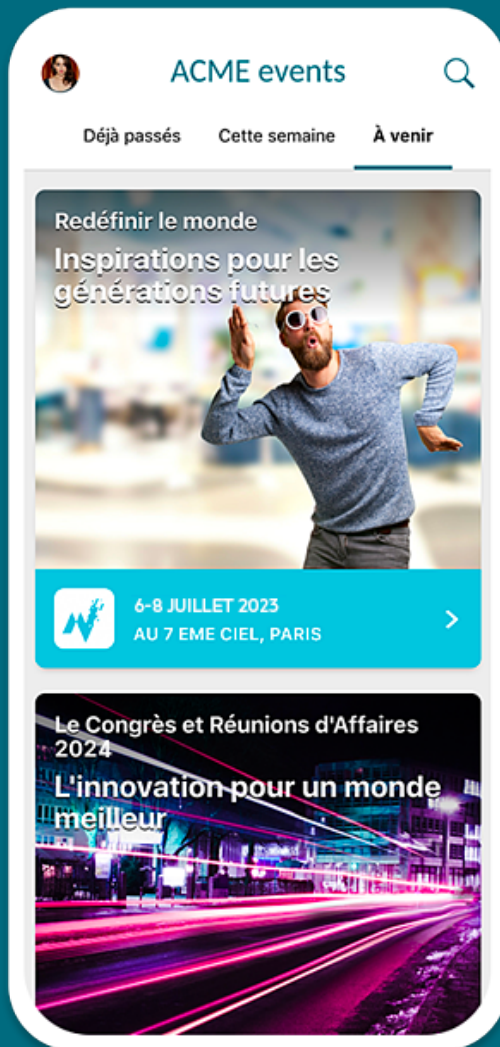 ACME events
Déjà passés
Cette semaine
À venir
Redéfinir le monde
Inspirations pour les
générations futures
6-8 JUILLET 2023
AU 7 EME CIEL, PARIS
Le Congrès et Réunions d'Affaires
2024
L'innovation pour un monde
meilleur